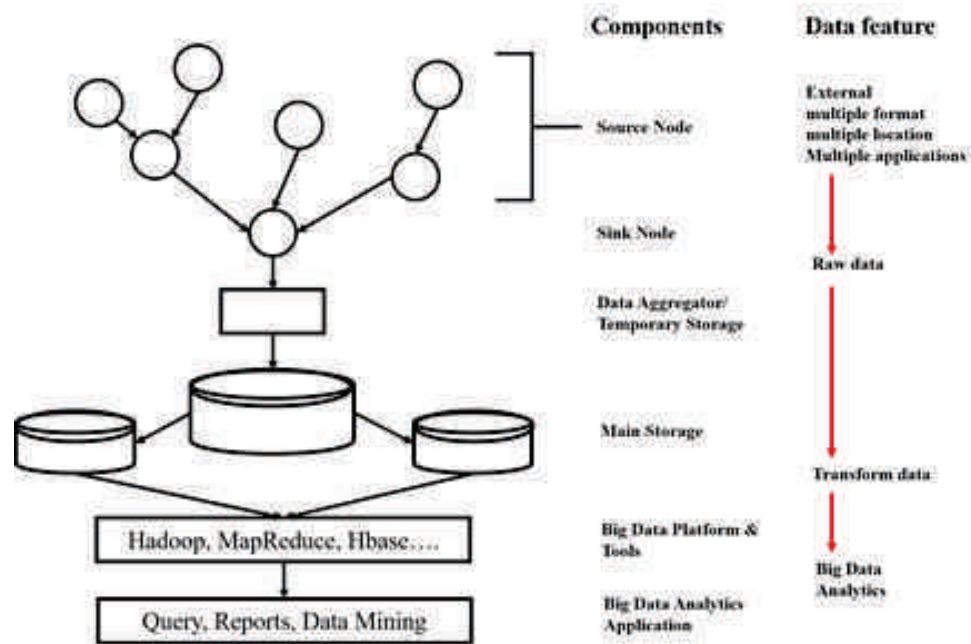 Components
Data feature
External
multiple format
multiple location
Multiple applications
Source Node
Sink Node
Raw data
Data Aggregator/
Temporary Storage
Main Storage
Transform data
Hadoop, MapReduce, Hbase….
Big Data Platform &
Tools
Big Data
Analytics
Query, Reports, Data Mining
Big Data Analytics
Application